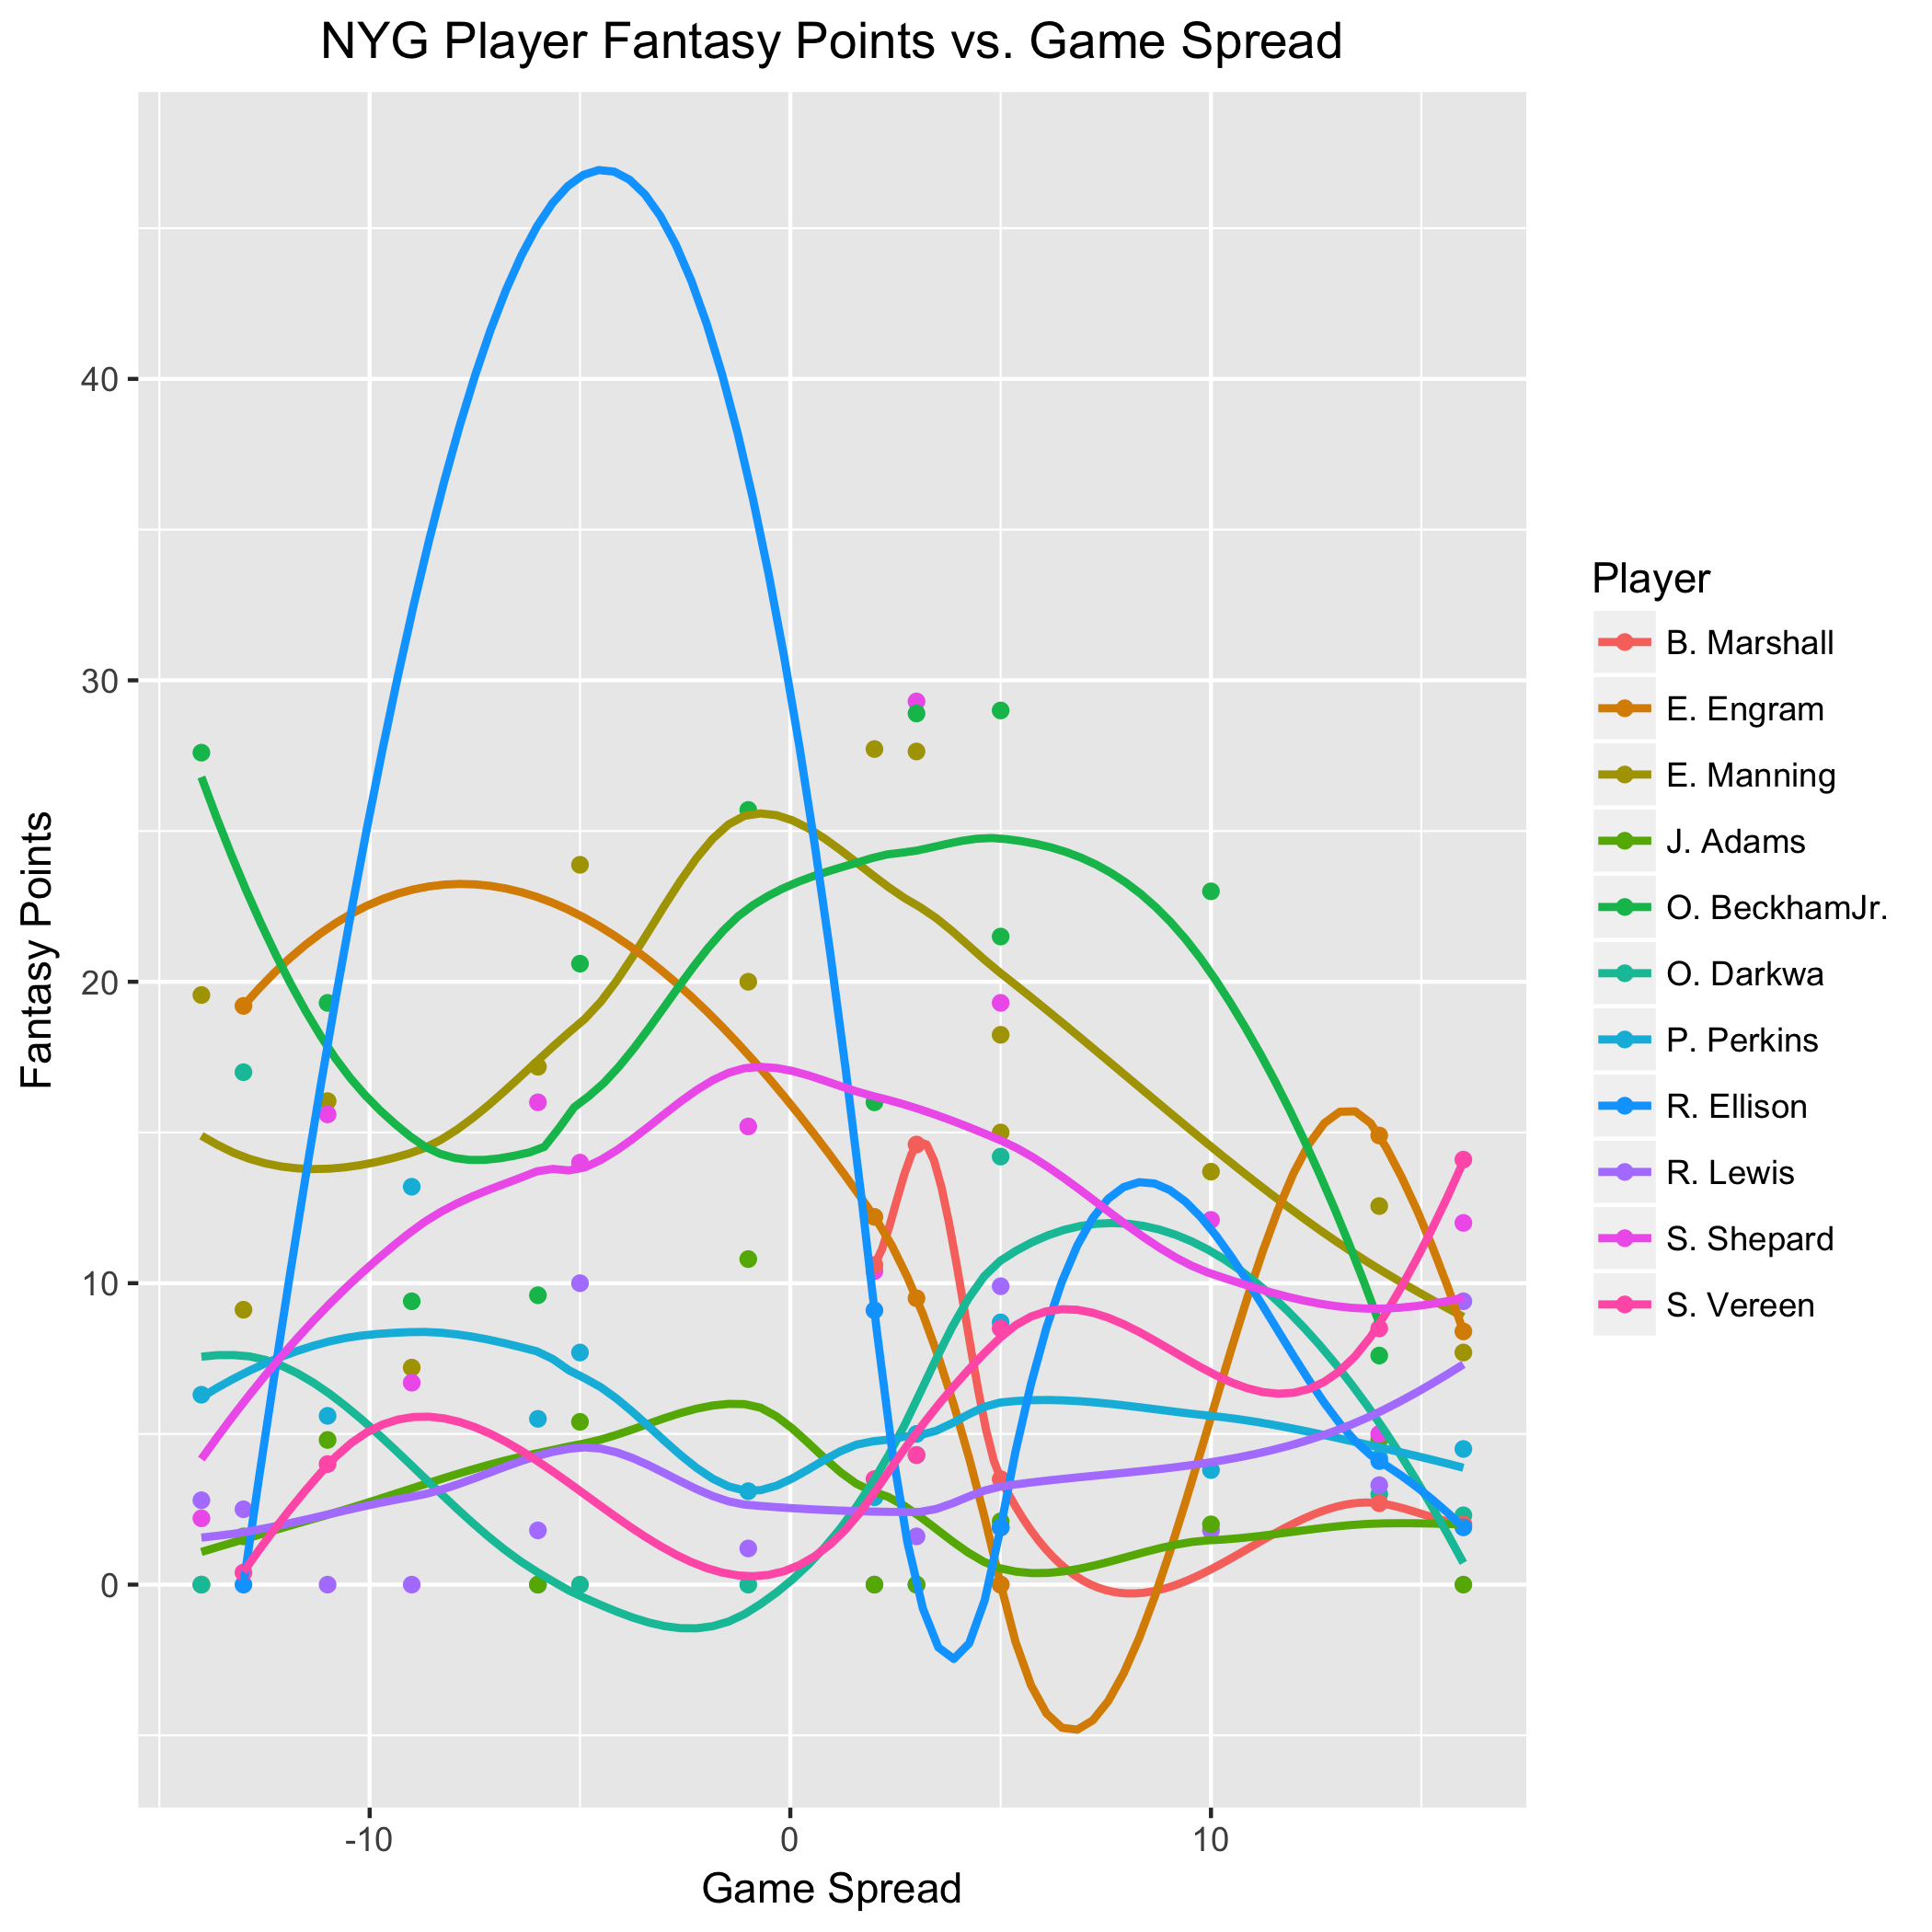 NYG Player Fantasy Points vs. Game Spread
40
30
20
10
0
Fantasy Points
-10
0
10
Game Spread
Player
B. Marshall
E. Engram
E. Manning
J. Adams
O. BeckhamJr.
O. Darkwa
P. Perkins
R. Ellison
R. Lewis
S. Shepard
S. Vereen